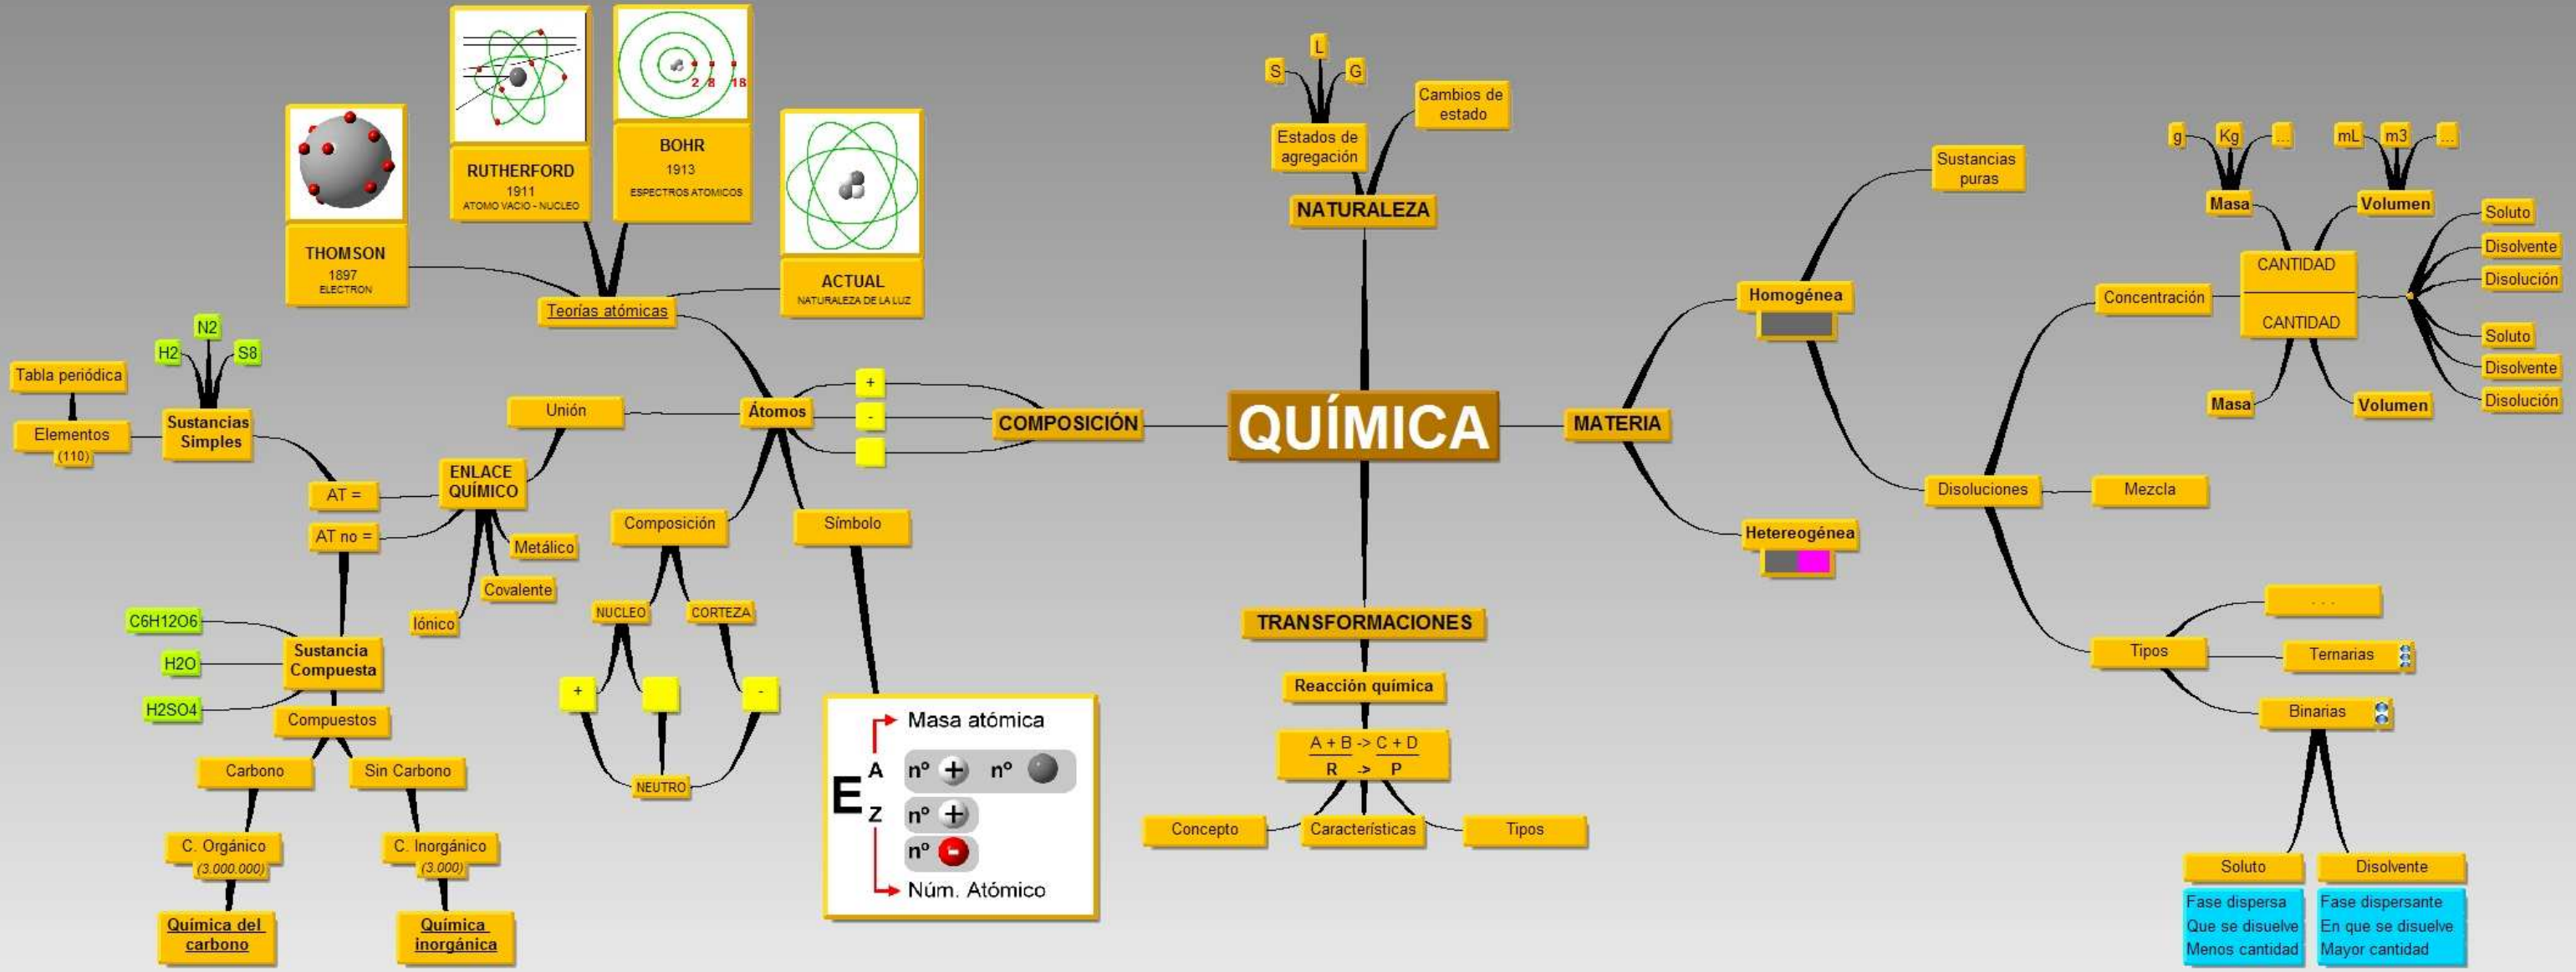 QUÍMICA
NATURALEZA
Estados de
agregación
S
L
G
Cambios de
estado
COMPOSICIÓN
+
-
Átomos
Teorías atómicas
THOMSON
1897
ELECTRON
RUTHERFORD
1911
ATOMO VACIO - NUCLEO
2 8 18
BOHR
1913
ESPECTROS ATOMICOS
ACTUAL
NATURALEZA DE LA LUZ
Unión
ENLACE
QUÍMICO
AT =
Sustancias
Simples
H2
N2
S8
Elementos
(110)
Tabla periódica
AT no =
Metálico
Covalente
Iónico
Sustancia
Compuesta
C6H12O6
H2O
H2SO4
Compuestos
Carbono
C. Orgánico
(3.000.000)
Química del
carbono
Sin Carbono
C. Inorgánico
(3.000)
Química
inorgánica
Composición
NUCLEO
CORTEZA
+
-
NEUTRO
Símbolo
Masa atómica
A nº + nº
E
Z nº +
nº -
Núm. Atómico
TRANSFORMACIONES
Reacción química
A + B -> C + D
R -> P
Concepto
Características
Tipos
MATERIA
Homogénea
Sustancias
puras
Disoluciones
Concentración
CANTIDAD
CANTIDAD
Masa
g
Kg
...
Volumen
mL
m3
...
Soluto
Disolvente
Disolución
Soluto
Disolvente
Disolución
Masa
Volumen
Mezcla
Tipos
. . .
Ternarias
Binarias
Soluto
Fase dispersa
Que se disuelve
Menos cantidad
Disolvente
Fase dispersante
En que se disuelve
Mayor cantidad
Hetereogénea